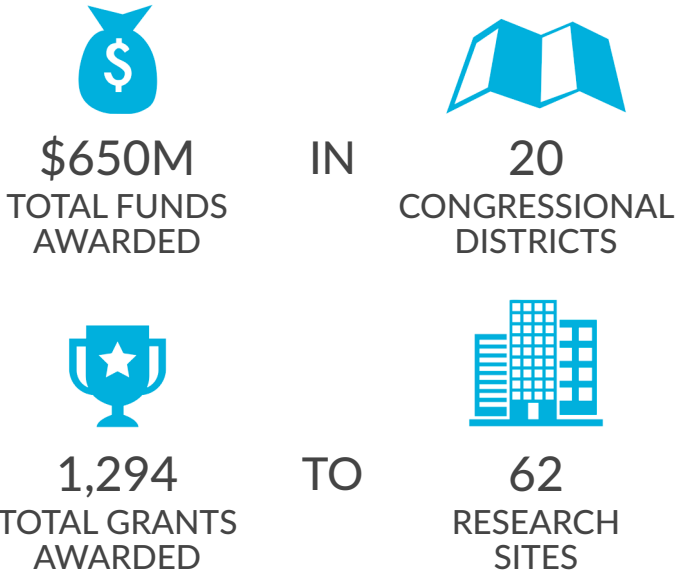 $
$650M IN 20
TOTAL FUNDS CONGRESSIONAL
AWARDED DISTRICTS
1,294 TO 62
TOTAL GRANTS RESEARCH
AWARDED SITES